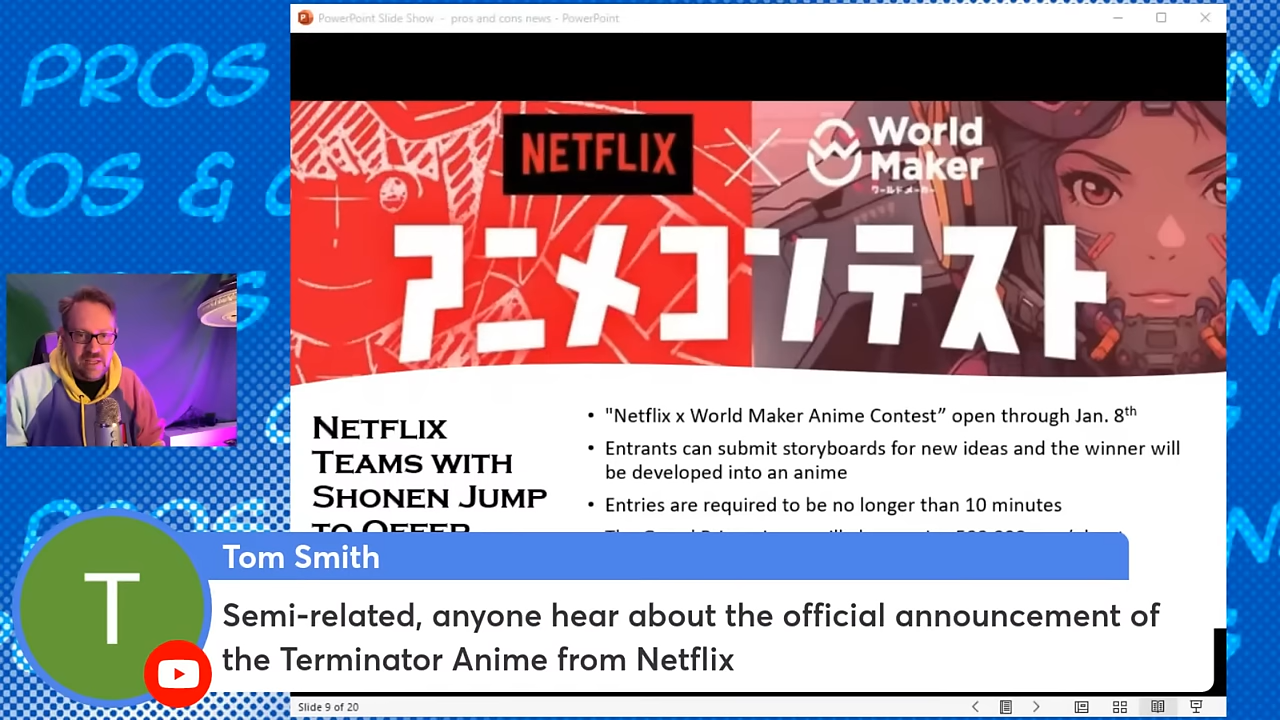 PowerPoint Slide Show - pros and cons news - PowerPoint
PROS
NETFLIX
World
Maker
ワールドメーカー
アニメコンテスト
NETFLIX
TEAMS WITH
SHONEN JUMP
TO OFFER
• "Netflix x World Maker Anime Contest” open through Jan. 8th
• Entrants can submit storyboards for new ideas and the winner will
be developed into an anime
• Entries are required to be no longer than 10 minutes
T
Tom Smith
Semi-related, anyone hear about the official announcement of
the Terminator Anime from Netflix
Slide 9 of 20